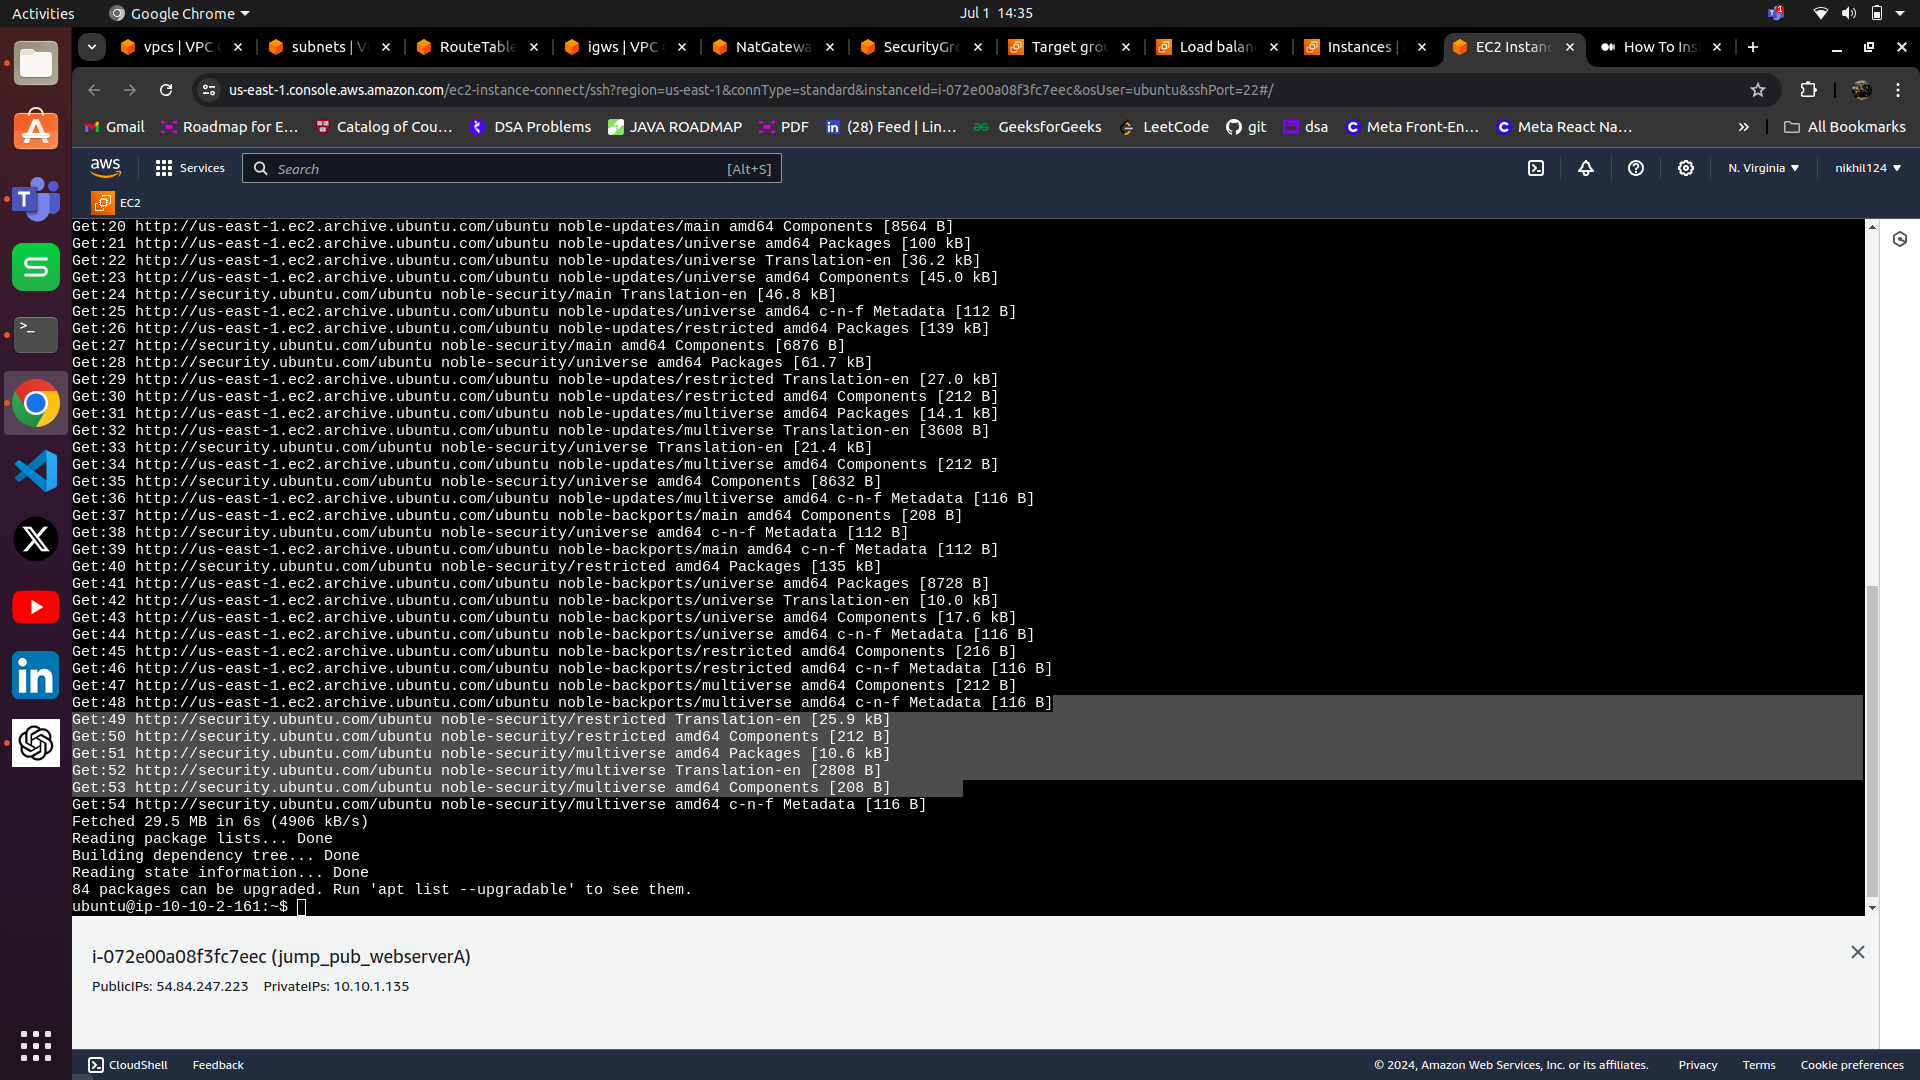 Activities
Google Chrome
Jul 1 14:35
vpcs | VPC
subnets | V
RouteTable
igws | VPC
NatGatewa
SecurityGro
Target grou
Load balan
Instances |
EC2 Instan
How To Ins
us-east-1.console.aws.amazon.com/ec2-instance-connect/ssh?region=us-east-1&connType=standard&instanceId=i-072e00a08f3fc7eec&osUser=ubuntu&sshPort=22#/
Gmail
Roadmap for E...
Catalog of Cou...
DSA Problems
JAVA ROADMAP
PDF
(28) Feed | Lin...
GeeksforGeeks
LeetCode
git
dsa
Meta Front-En...
Meta React Na...
»
All Bookmarks
aws
Services
Search
[Alt+S]
N. Virginia
nikhil124
EC2
Get:20 http://us-east-1.ec2.archive.ubuntu.com/ubuntu noble-updates/main amd64 Components [8564 B]
Get:21 http://us-east-1.ec2.archive.ubuntu.com/ubuntu noble-updates/universe amd64 Packages [100 kB]
Get:22 http://us-east-1.ec2.archive.ubuntu.com/ubuntu noble-updates/universe Translation-en [36.2 kB]
Get:23 http://us-east-1.ec2.archive.ubuntu.com/ubuntu noble-updates/universe amd64 Components [45.0 kB]
Get:24 http://security.ubuntu.com/ubuntu noble-security/main Translation-en [46.8 kB]
Get:25 http://us-east-1.ec2.archive.ubuntu.com/ubuntu noble-updates/universe amd64 c-n-f Metadata [112 B]
Get:26 http://us-east-1.ec2.archive.ubuntu.com/ubuntu noble-updates/restricted amd64 Packages [139 kB]
Get:27 http://security.ubuntu.com/ubuntu noble-security/main amd64 Components [6876 B]
Get:28 http://security.ubuntu.com/ubuntu noble-security/universe amd64 Packages [61.7 kB]
Get:29 http://us-east-1.ec2.archive.ubuntu.com/ubuntu noble-updates/restricted Translation-en [27.0 kB]
Get:30 http://us-east-1.ec2.archive.ubuntu.com/ubuntu noble-updates/restricted amd64 Components [212 B]
Get:31 http://us-east-1.ec2.archive.ubuntu.com/ubuntu noble-updates/multiverse amd64 Packages [14.1 kB]
Get:32 http://us-east-1.ec2.archive.ubuntu.com/ubuntu noble-updates/multiverse Translation-en [3608 B]
Get:33 http://security.ubuntu.com/ubuntu noble-security/universe Translation-en [21.4 kB]
Get:34 http://us-east-1.ec2.archive.ubuntu.com/ubuntu noble-updates/multiverse amd64 Components [212 B]
Get:35 http://security.ubuntu.com/ubuntu noble-security/universe amd64 Components [8632 B]
Get:36 http://us-east-1.ec2.archive.ubuntu.com/ubuntu noble-updates/multiverse amd64 c-n-f Metadata [116 B]
Get:37 http://us-east-1.ec2.archive.ubuntu.com/ubuntu noble-backports/main amd64 Components [208 B]
Get:38 http://security.ubuntu.com/ubuntu noble-security/universe amd64 c-n-f Metadata [112 B]
Get:39 http://us-east-1.ec2.archive.ubuntu.com/ubuntu noble-backports/main amd64 c-n-f Metadata [112 B]
Get:40 http://security.ubuntu.com/ubuntu noble-security/restricted amd64 Packages [135 kB]
Get:41 http://us-east-1.ec2.archive.ubuntu.com/ubuntu noble-backports/universe amd64 Packages [8728 B]
Get:42 http://us-east-1.ec2.archive.ubuntu.com/ubuntu noble-backports/universe Translation-en [10.0 kB]
Get:43 http://us-east-1.ec2.archive.ubuntu.com/ubuntu noble-backports/universe amd64 Components [17.6 kB]
Get:44 http://us-east-1.ec2.archive.ubuntu.com/ubuntu noble-backports/universe amd64 c-n-f Metadata [116 B]
Get:45 http://us-east-1.ec2.archive.ubuntu.com/ubuntu noble-backports/restricted amd64 Components [216 B]
Get:46 http://us-east-1.ec2.archive.ubuntu.com/ubuntu noble-backports/restricted amd64 c-n-f Metadata [116 B]
Get:47 http://us-east-1.ec2.archive.ubuntu.com/ubuntu noble-backports/multiverse amd64 Components [212 B]
Get:48 http://us-east-1.ec2.archive.ubuntu.com/ubuntu noble-backports/multiverse amd64 c-n-f Metadata [116 B]
Get:49 http://security.ubuntu.com/ubuntu noble-security/restricted Translation-en [25.9 kB]
Get:50 http://security.ubuntu.com/ubuntu noble-security/restricted amd64 Components [212 B]
Get:51 http://security.ubuntu.com/ubuntu noble-security/multiverse amd64 Packages [10.6 kB]
Get:52 http://security.ubuntu.com/ubuntu noble-security/multiverse Translation-en [2808 B]
Get:53 http://security.ubuntu.com/ubuntu noble-security/multiverse amd64 Components [208 B]
Get:54 http://security.ubuntu.com/ubuntu noble-security/multiverse amd64 c-n-f Metadata [116 B]
Fetched 29.5 MB in 6s (4906 kB/s)
Reading package lists... Done
Building dependency tree... Done
Reading state information... Done
84 packages can be upgraded. Run 'apt list --upgradable' to see them.
ubuntu@ip-10-10-2-161:~$
i-072e00a08f3fc7eec (jump_pub_webserverA)
PublicIPs: 54.84.247.223 PrivateIPs: 10.10.1.135
CloudShell
Feedback
© 2024, Amazon Web Services, Inc. or its affiliates.
Privacy
Terms
Cookie preferences